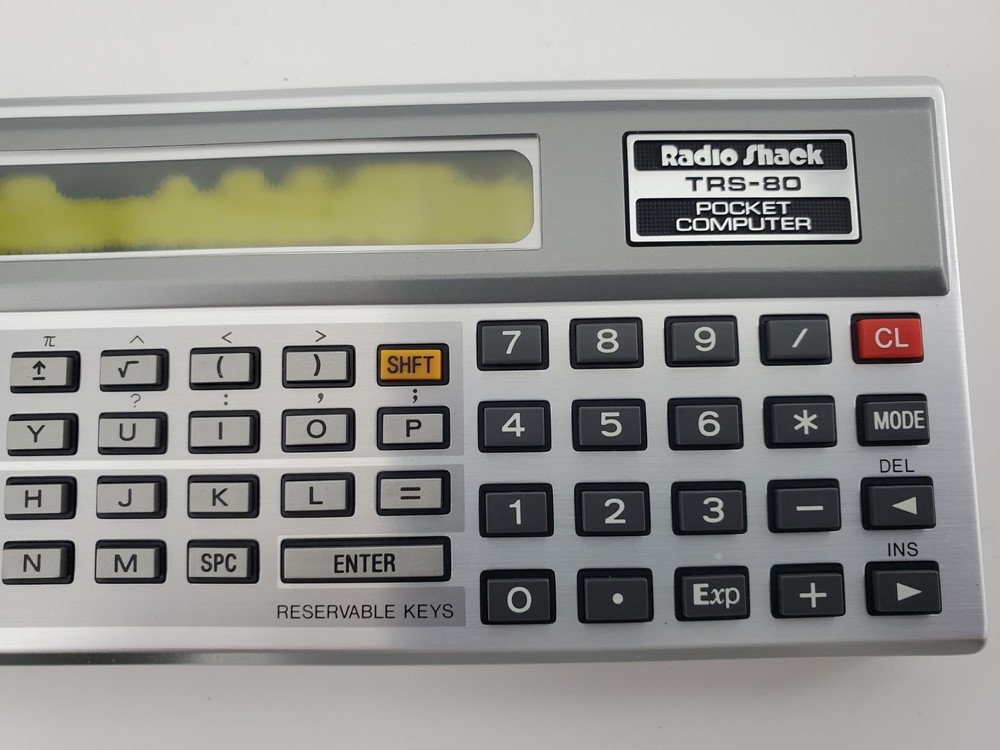 Radio Shack
TRS-80
POCKET
COMPUTER
π ^ < >
↑ √ ( ) SHFT 7 8 9 / CL
? : , ;
Y U I O P 4 5 6 * MODE
DEL
H J K L = 1 2 3 − ◄
INS
N M SPC ENTER 0 . Exp + ►
RESERVABLE KEYS